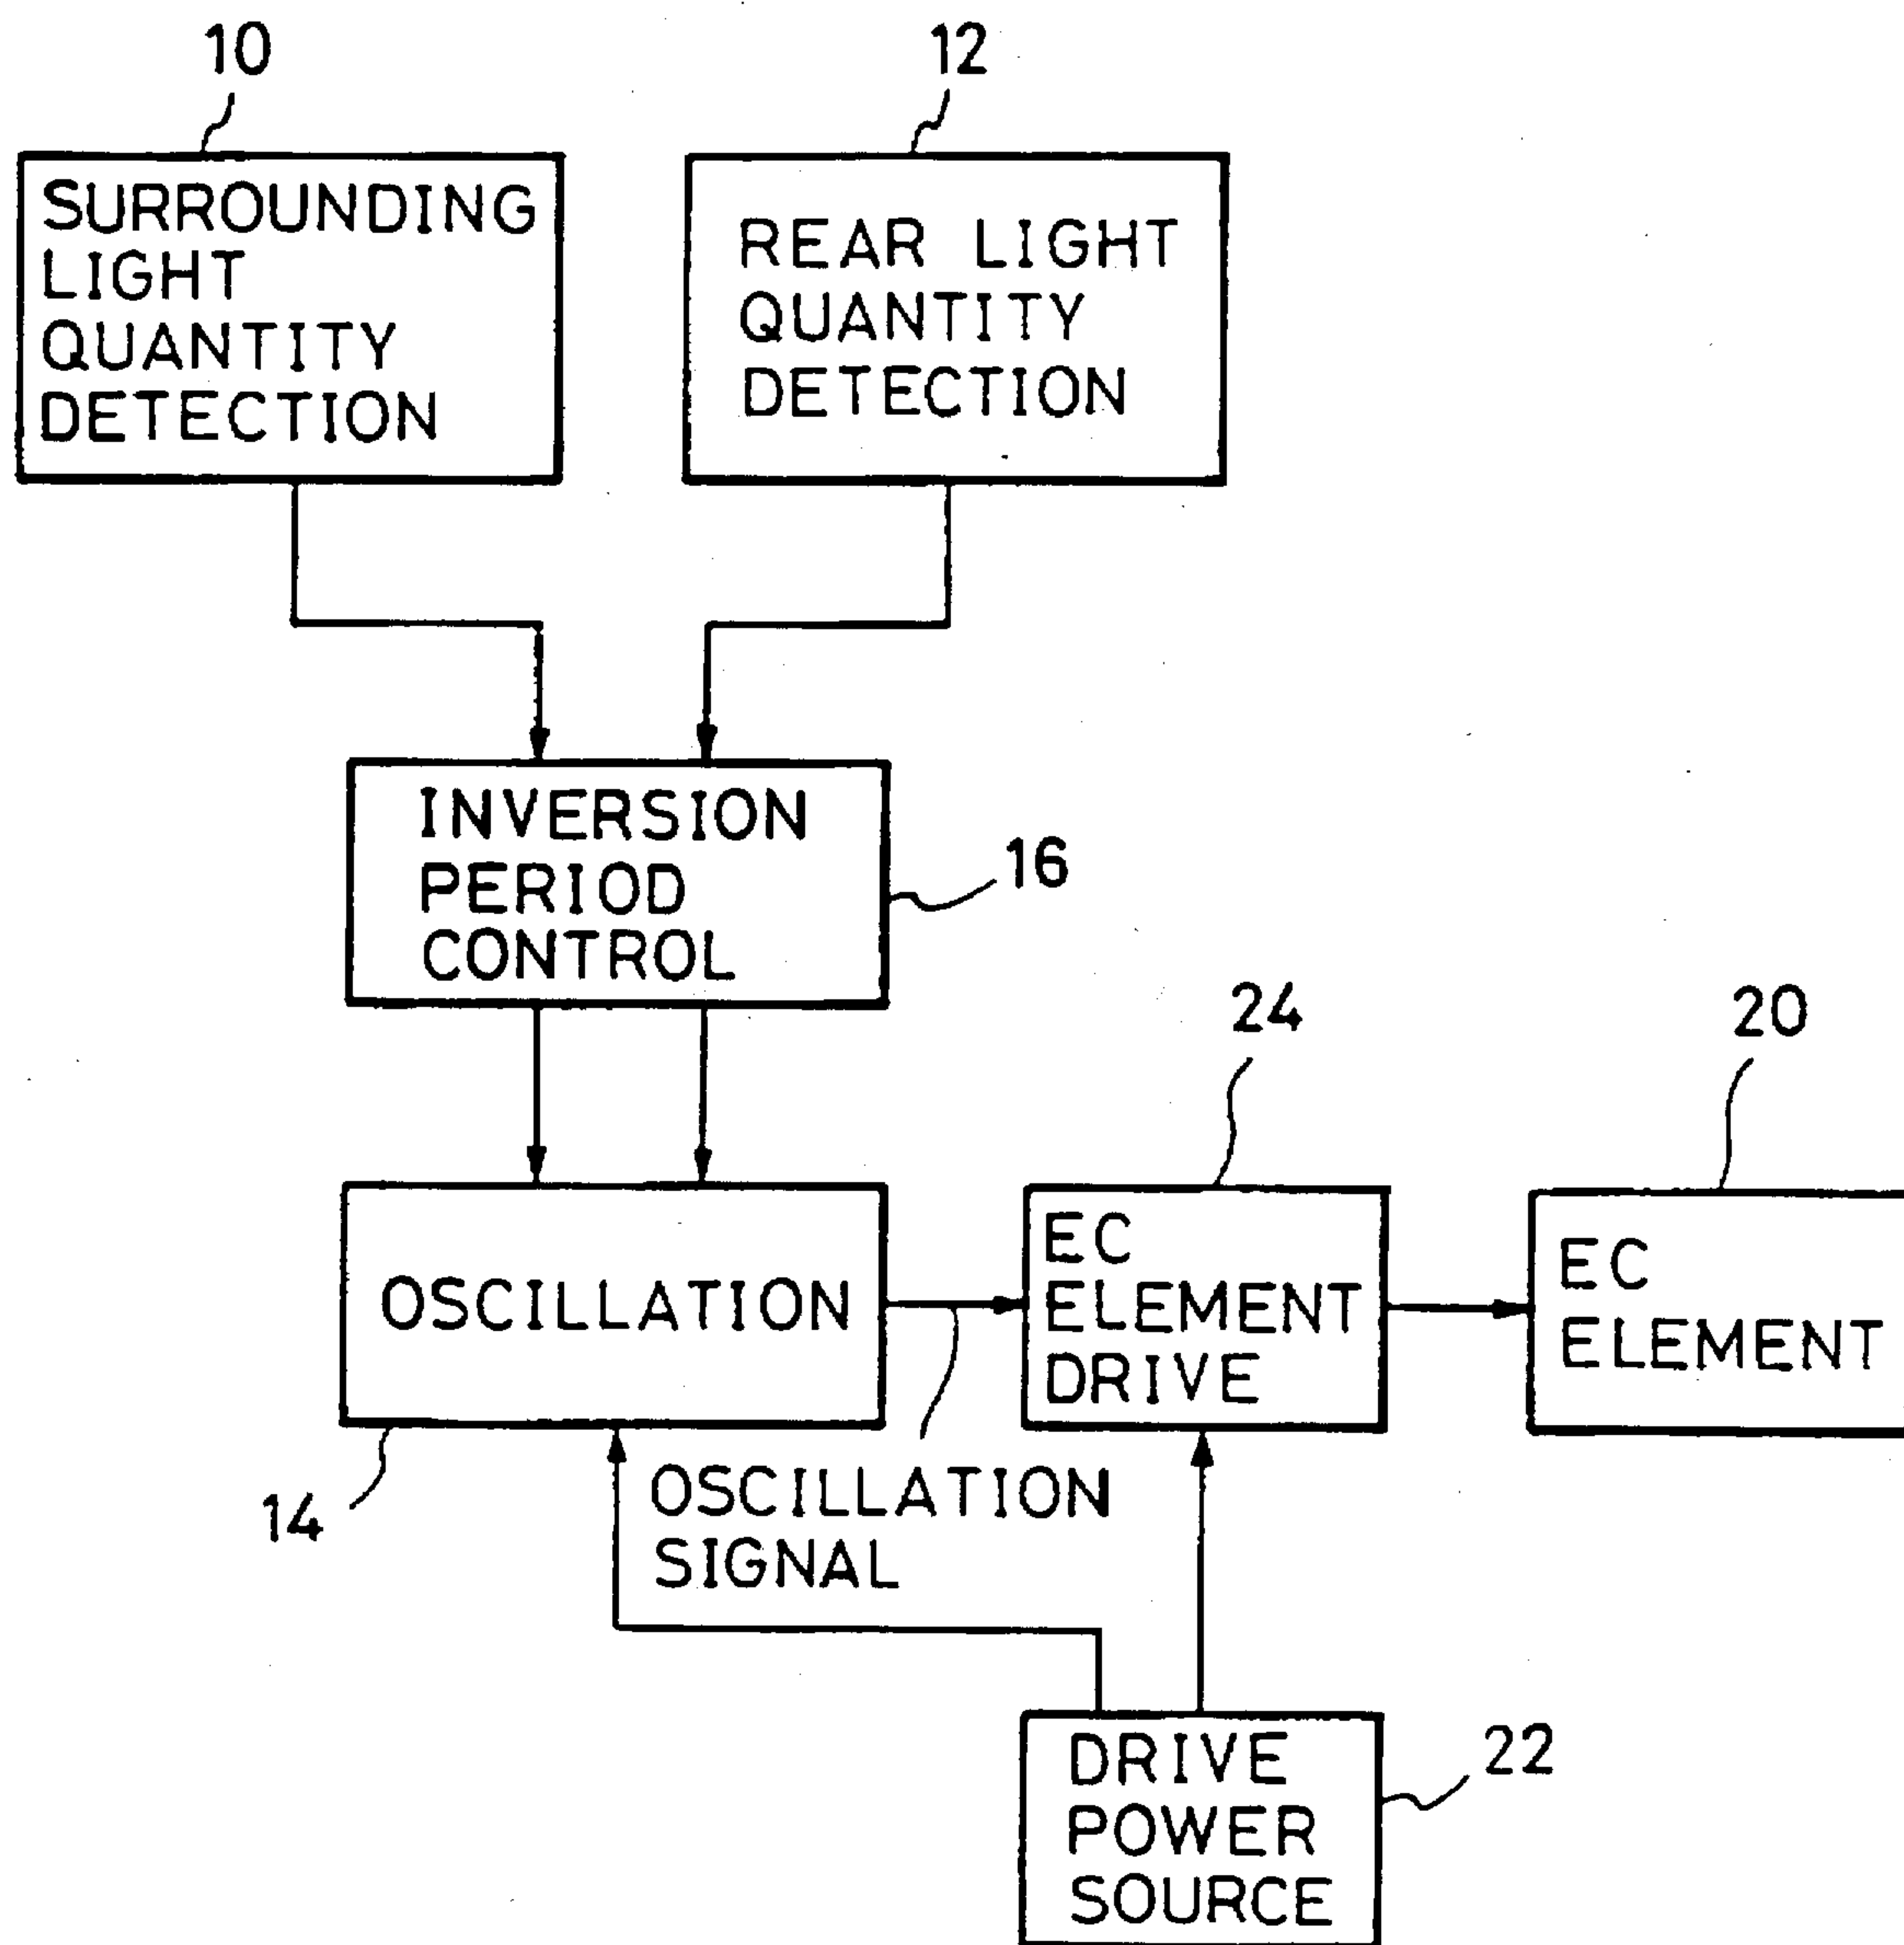 10
12
SURROUNDING
LIGHT
QUANTITY
DETECTION
REAR LIGHT
QUANTITY
DETECTION
INVERSION
PERIOD
CONTROL
16
24
20
OSCILLATION
EC
ELEMENT
DRIVE
EC
ELEMENT
14
OSCILLATION
SIGNAL
DRIVE
POWER
SOURCE
22